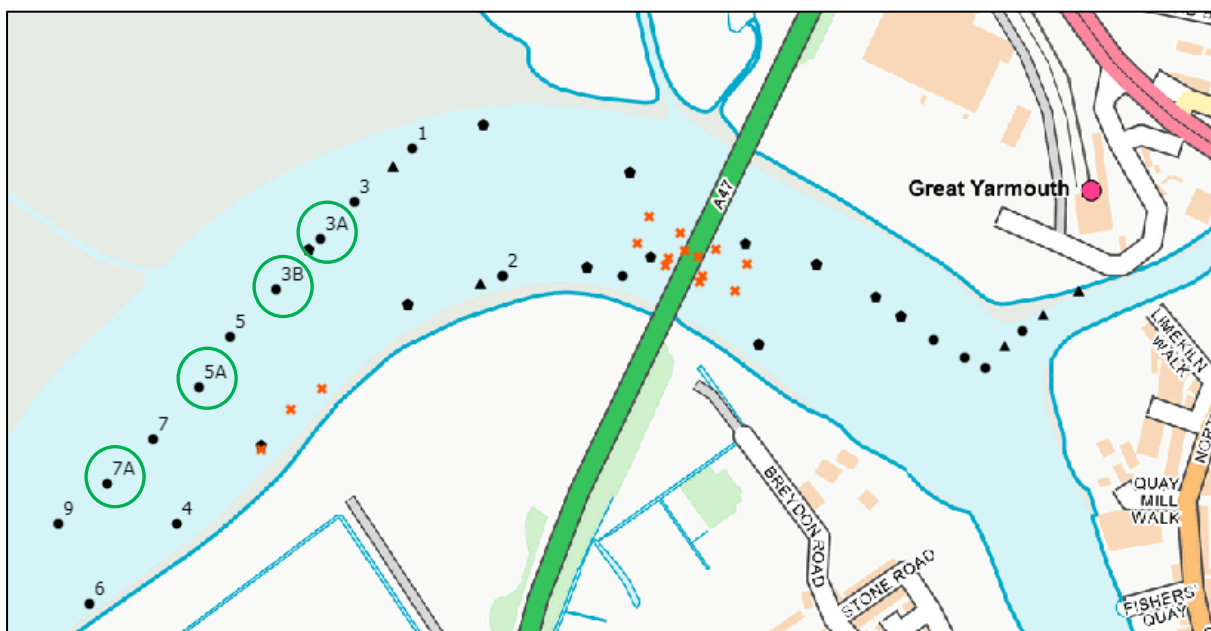 1
3
A47
Great Yarmouth
3A
3B
2
5
5A
LIMEKILN
WALK
7
7A
BREYDON ROAD
NORT
QUAY
MILL
WALK
9
4
STONE ROAD
6
FISHERS'
QUAY